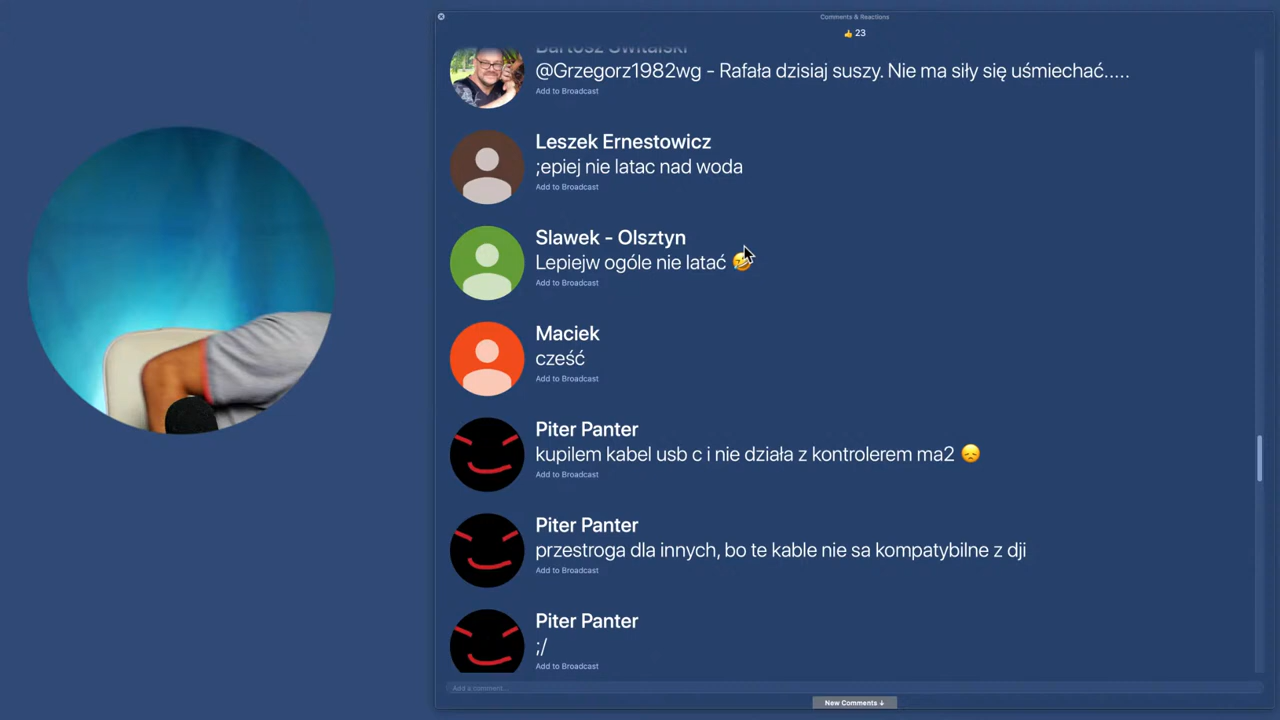 Comments & Reactions
👍 23
Bartosz Świtalski
@Grzegorz1982wg - Rafała dzisiaj suszy. Nie ma siły się uśmiechać.....
Add to Broadcast
Leszek Ernestowicz
;epiej nie latac nad woda
Add to Broadcast
Slawek - Olsztyn
Lepiejw ogóle nie latać 🤣
Add to Broadcast
Maciek
cześć
Add to Broadcast
Piter Panter
kupilem kabel usb c i nie działa z kontrolerem ma2 😞
Add to Broadcast
Piter Panter
przestroga dla innych, bo te kable nie sa kompatybilne z dji
Add to Broadcast
Piter Panter
;/
Add to Broadcast
Add a comment...
New Comments ↓